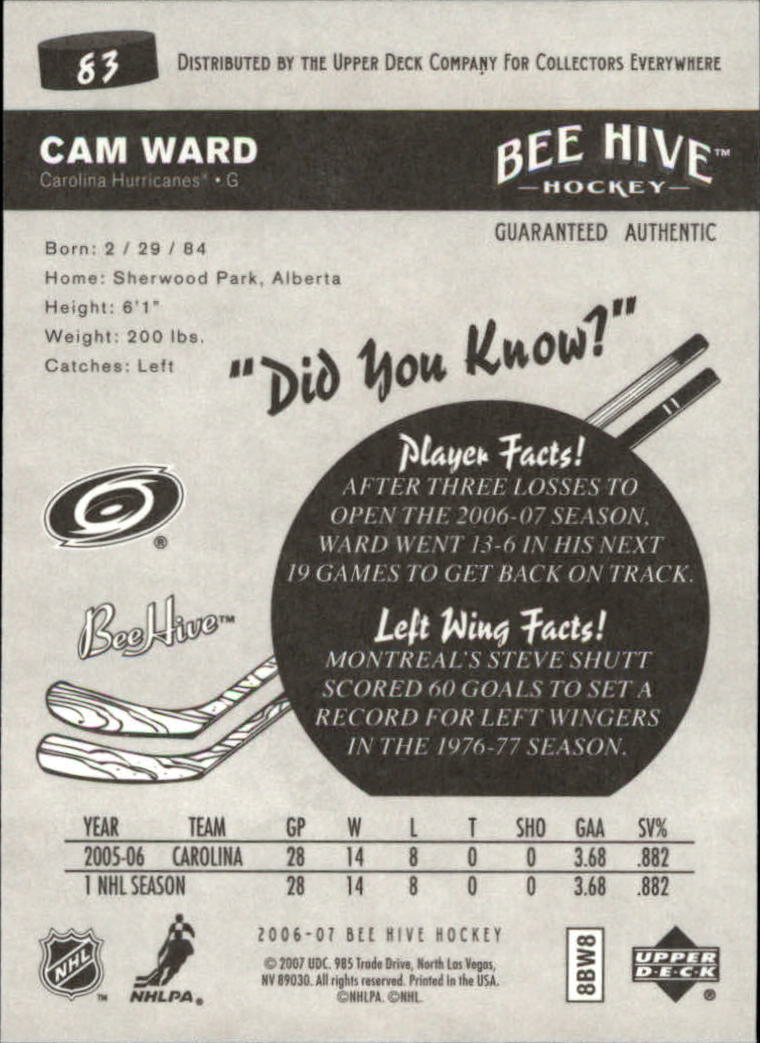 83
DISTRIBUTED BY THE UPPER DECK COMPANY FOR COLLECTORS EVERYWHERE
CAM WARD
Carolina Hurricanes® • G
BEE HIVE™
HOCKEY
GUARANTEED AUTHENTIC
Born: 2 / 29 / 84
Home: Sherwood Park, Alberta
Height: 6'1"
Weight: 200 lbs.
Catches: Left
"Did You Know?"
Player Facts!
AFTER THREE LOSSES TO
OPEN THE 2006-07 SEASON,
WARD WENT 13-6 IN HIS NEXT
19 GAMES TO GET BACK ON TRACK.
®
BeeHive™
Left Wing Facts!
MONTREAL'S STEVE SHUTT
SCORED 60 GOALS TO SET A
RECORD FOR LEFT WINGERS
IN THE 1976-77 SEASON.
YEAR TEAM GP W L T SHO GAA SV%
2005-06 CAROLINA 28 14 8 0 0 3.68 .882
1 NHL SEASON 28 14 8 0 0 3.68 .882
NHL™
NHLPA®
2006-07 BEE HIVE HOCKEY
© 2007 UDC. 985 Trade Drive, North Las Vegas,
NV 89030. All rights reserved. Printed in the USA.
©NHLPA. ©NHL.
8BW8
UPPER
D·E·C·K
®